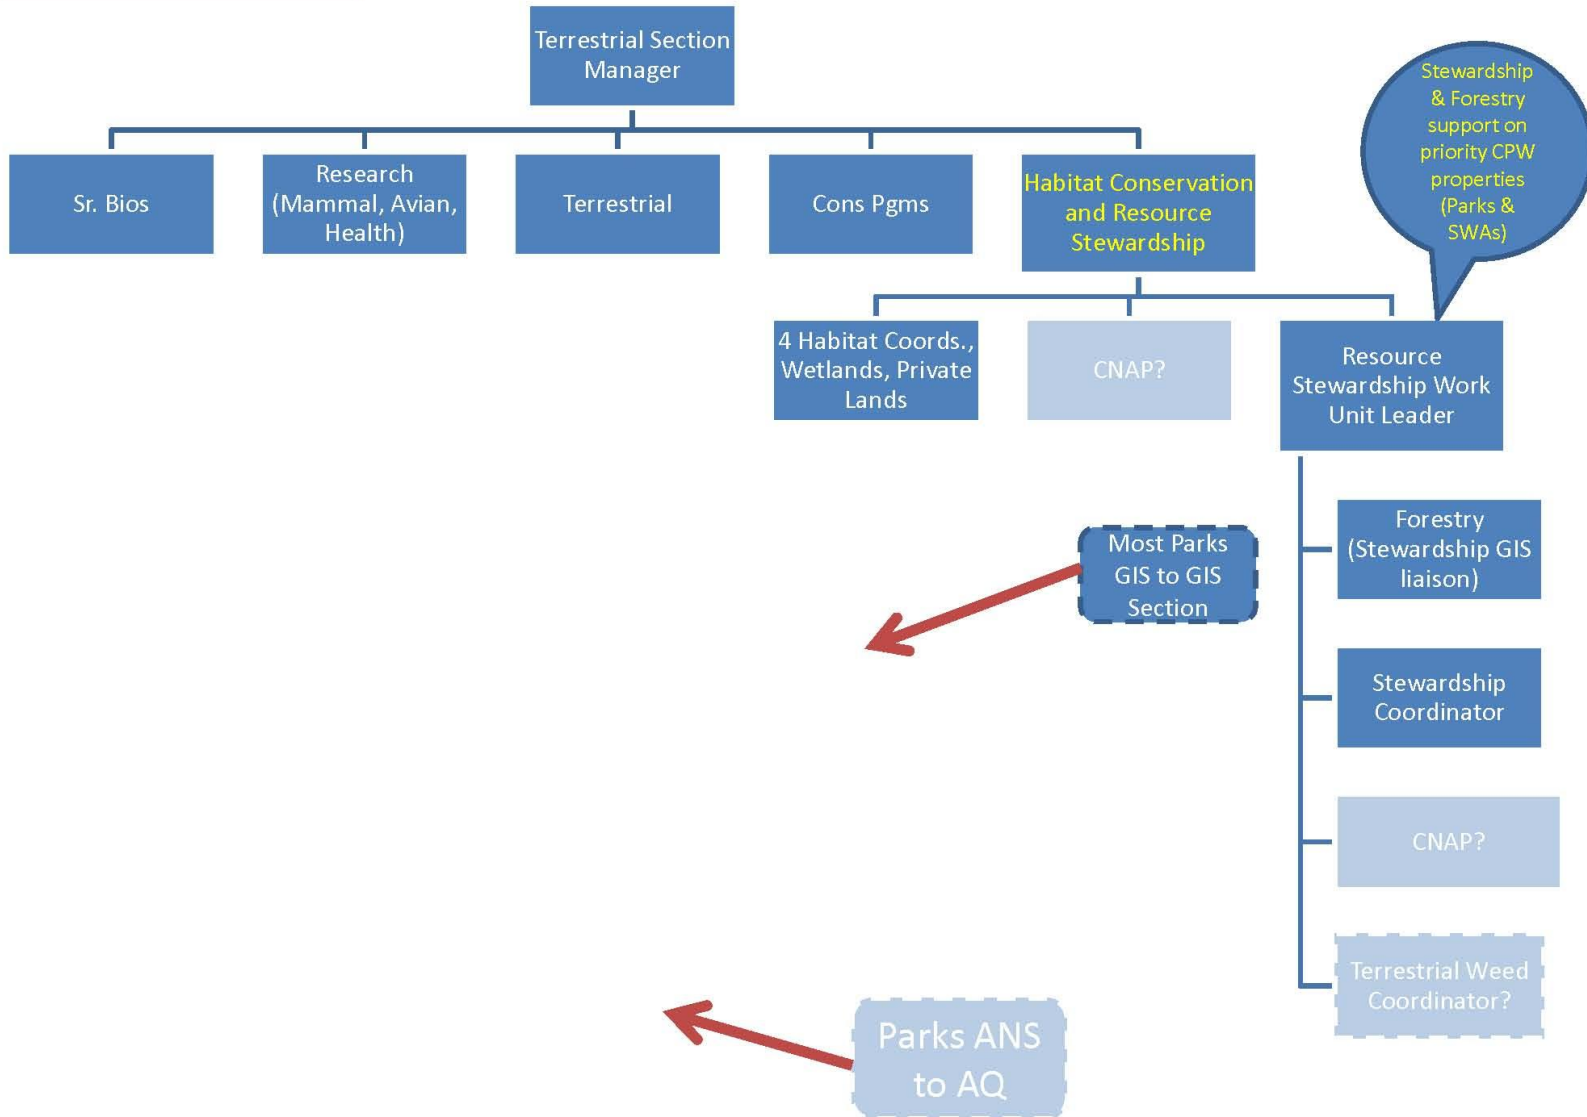 Terrestrial Section
Manager
Stewardship
& Forestry
support on
priority CPW
properties
(Parks &
SWAs)
Sr. Bios
Research
(Mammal, Avian,
Health)
Terrestrial
Cons Pgms
Habitat Conservation
and Resource
Stewardship
4 Habitat Coords.,
Wetlands, Private
Lands
CNAP?
Resource
Stewardship Work
Unit Leader
Most Parks
GIS to GIS
Section
Forestry
(Stewardship GIS
liaison)
Stewardship
Coordinator
CNAP?
Terrestrial Weed
Coordinator?
Parks ANS
to AQ